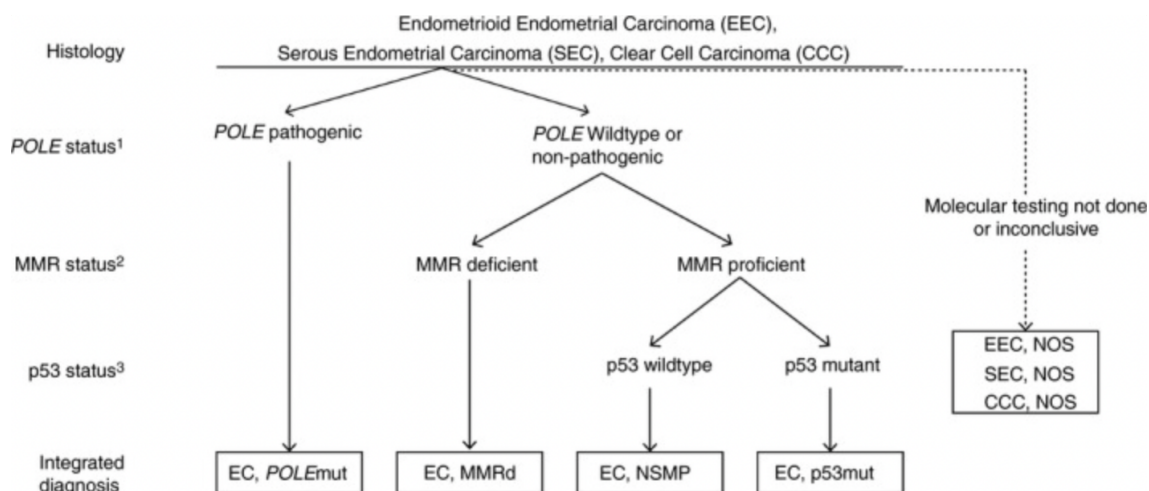 Endometrioid Endometrial Carcinoma (EEC),
Histology
Serous Endometrial Carcinoma (SEC), Clear Cell Carcinoma (CCC)
POLE pathogenic
POLE Wildtype or
non-pathogenic
POLE status¹
Molecular testing not done
or inconclusive
MMR status²
MMR deficient
MMR proficient
p53 status³
p53 wildtype
p53 mutant
EEC, NOS
SEC, NOS
CCC, NOS
Integrated
diagnosis
EC, POLEmut
EC, MMRd
EC, NSMP
EC, p53mut